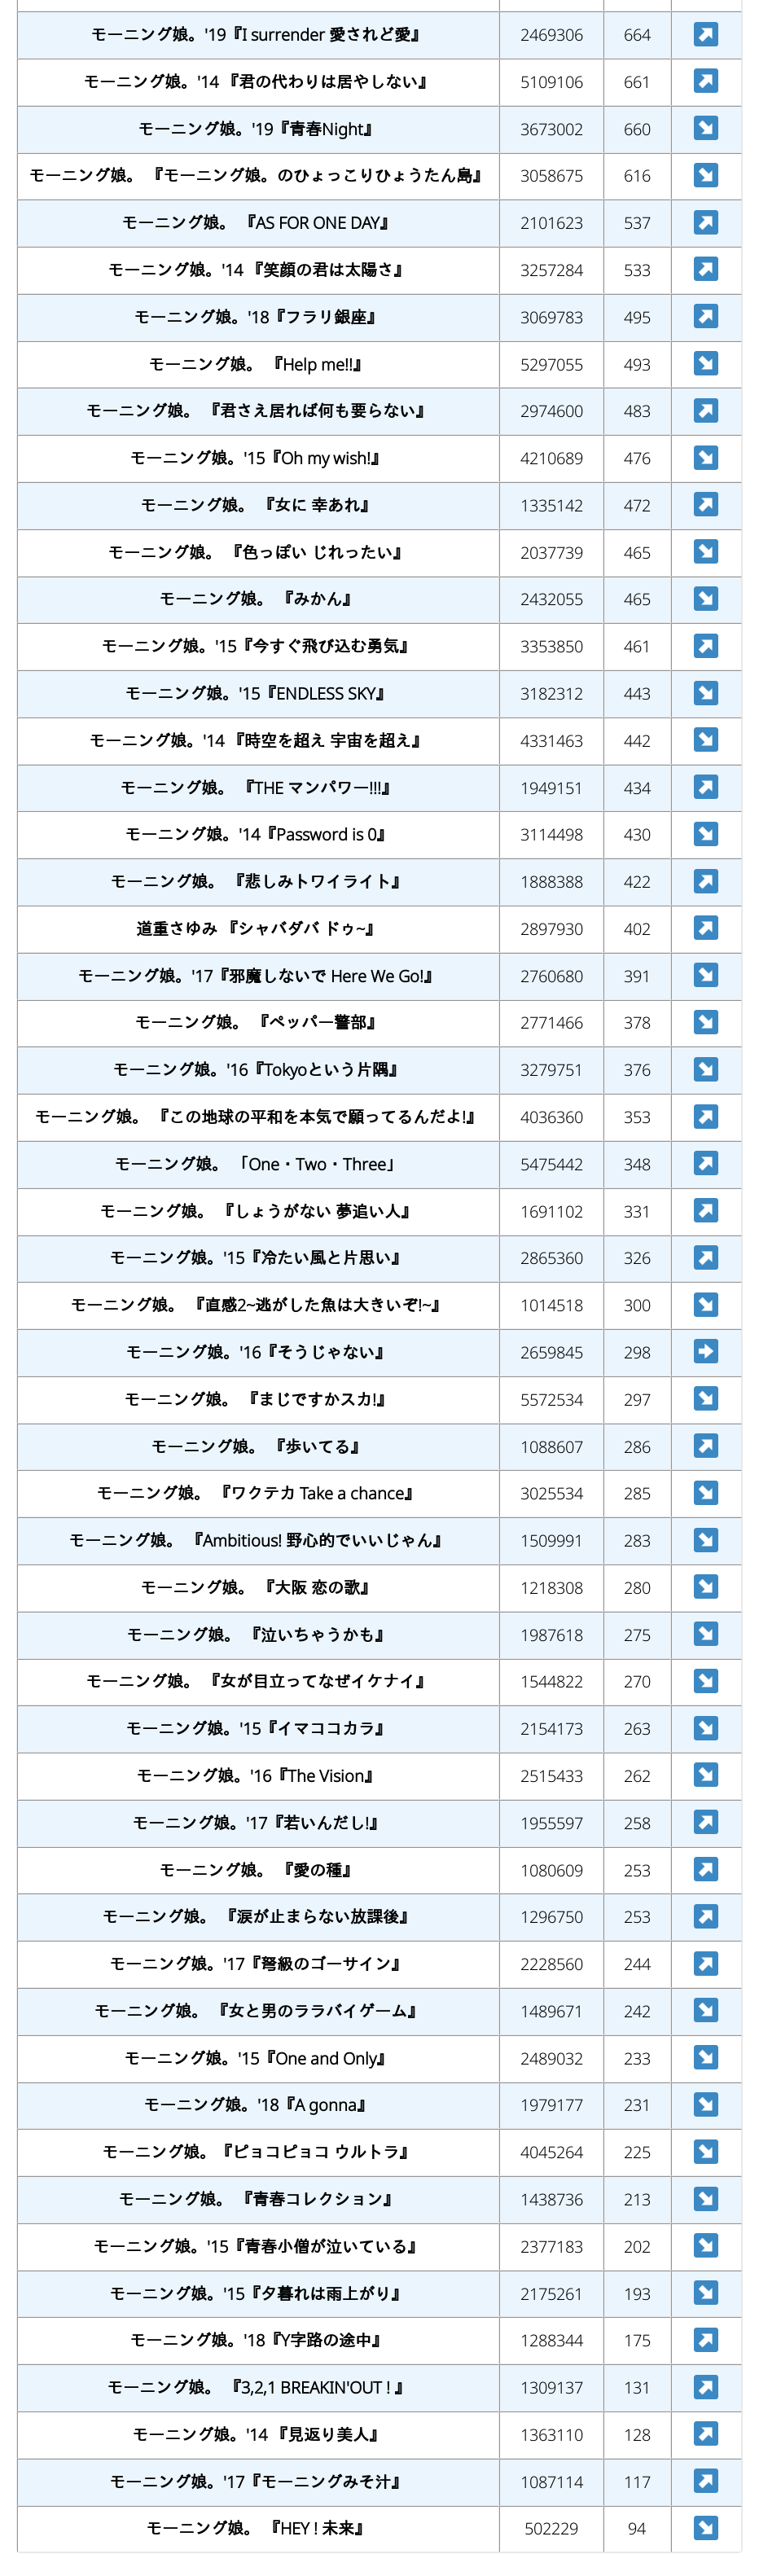 モーニング娘。'19『I surrender 愛されど愛』 2469306 664 ↗
モーニング娘。'14 『君の代わりは居やしない』 5109106 661 ↗
モーニング娘。'19『青春Night』 3673002 660 ↘
モーニング娘。 『モーニング娘。のひょっこりひょうたん島』 3058675 616 ↘
モーニング娘。 『AS FOR ONE DAY』 2101623 537 ↗
モーニング娘。'14 『笑顔の君は太陽さ』 3257284 533 ↗
モーニング娘。'18『フラリ銀座』 3069783 495 ↗
モーニング娘。 『Help me!!』 5297055 493 ↘
モーニング娘。 『君さえ居れば何も要らない』 2974600 483 ↗
モーニング娘。'15『Oh my wish!』 4210689 476 ↘
モーニング娘。 『女に 幸あれ』 1335142 472 ↗
モーニング娘。 『色っぽい じれったい』 2037739 465 ↘
モーニング娘。 『みかん』 2432055 465 ↘
モーニング娘。'15『今すぐ飛び込む勇気』 3353850 461 ↗
モーニング娘。'15『ENDLESS SKY』 3182312 443 ↘
モーニング娘。'14 『時空を超え 宇宙を超え』 4331463 442 ↘
モーニング娘。 『THE マンパワー!!!』 1949151 434 ↗
モーニング娘。'14『Password is 0』 3114498 430 ↘
モーニング娘。 『悲しみトワイライト』 1888388 422 ↗
道重さゆみ 『シャバダバ ドゥ~』 2897930 402 ↗
モーニング娘。'17『邪魔しないで Here We Go!』 2760680 391 ↘
モーニング娘。 『ペッパー警部』 2771466 378 ↘
モーニング娘。'16『Tokyoという片隅』 3279751 376 ↘
モーニング娘。 『この地球の平和を本気で願ってるんだよ!』 4036360 353 ↗
モーニング娘。 「One・Two・Three」 5475442 348 ↗
モーニング娘。 『しょうがない 夢追い人』 1691102 331 ↗
モーニング娘。'15『冷たい風と片思い』 2865360 326 ↗
モーニング娘。 『直感2~逃がした魚は大きいぞ!~』 1014518 300 ↘
モーニング娘。'16『そうじゃない』 2659845 298 ➡
モーニング娘。 『まじですかスカ!』 5572534 297 ↘
モーニング娘。 『歩いてる』 1088607 286 ↗
モーニング娘。 『ワクテカ Take a chance』 3025534 285 ↘
モーニング娘。 『Ambitious! 野心的でいいじゃん』 1509991 283 ↘
モーニング娘。 『大阪 恋の歌』 1218308 280 ↘
モーニング娘。 『泣いちゃうかも』 1987618 275 ↘
モーニング娘。 『女が目立ってなぜイケナイ』 1544822 270 ↘
モーニング娘。'15『イマココカラ』 2154173 263 ↘
モーニング娘。'16『The Vision』 2515433 262 ↘
モーニング娘。'17『若いんだし!』 1955597 258 ↗
モーニング娘。 『愛の種』 1080609 253 ↗
モーニング娘。 『涙が止まらない放課後』 1296750 253 ↗
モーニング娘。'17『弩級のゴーサイン』 2228560 244 ↗
モーニング娘。 『女と男のララバイゲーム』 1489671 242 ↘
モーニング娘。'15『One and Only』 2489032 233 ↘
モーニング娘。'18『A gonna』 1979177 231 ↘
モーニング娘。『ピョコピョコ ウルトラ』 4045264 225 ↘
モーニング娘。 『青春コレクション』 1438736 213 ↘
モーニング娘。'15『青春小僧が泣いている』 2377183 202 ↘
モーニング娘。'15『夕暮れは雨上がり』 2175261 193 ↘
モーニング娘。'18『Y字路の途中』 1288344 175 ↗
モーニング娘。 『3,2,1 BREAKIN'OUT ! 』 1309137 131 ↗
モーニング娘。'14 『見返り美人』 1363110 128 ↗
モーニング娘。'17『モーニングみそ汁』 1087114 117 ↗
モーニング娘。 『HEY ! 未来』 502229 94 ↘